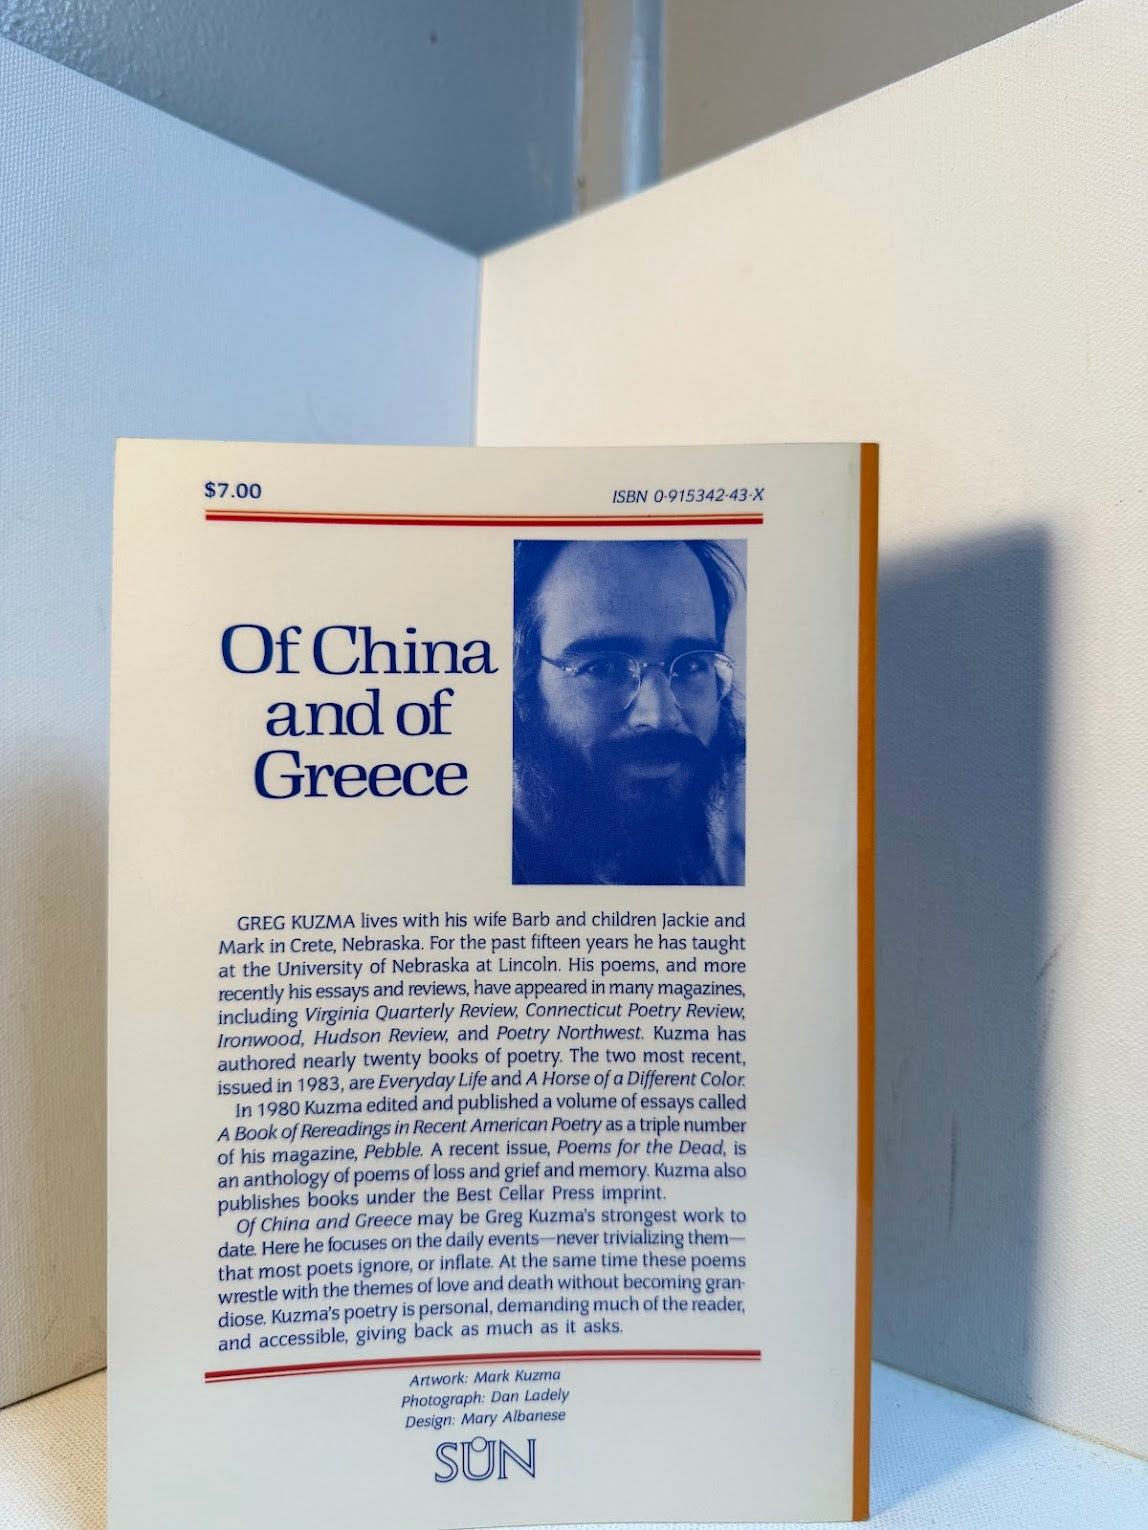 $7.00
ISBN 0-915342-43-X
Of China
and of
Greece
GREG KUZMA lives with his wife Barb and children Jackie and
Mark in Crete, Nebraska. For the past fifteen years he has taught
at the University of Nebraska at Lincoln. His poems, and more
recently his essays and reviews, have appeared in many magazines,
including Virginia Quarterly Review, Connecticut Poetry Review,
Ironwood, Hudson Review, and Poetry Northwest. Kuzma has
authored nearly twenty books of poetry. The two most recent,
issued in 1983, are Everyday Life and A Horse of a Different Color.
In 1980 Kuzma edited and published a volume of essays called
A Book of Rereadings in Recent American Poetry as a triple number
of his magazine, Pebble. A recent issue, Poems for the Dead, is
an anthology of poems of loss and grief and memory. Kuzma also
publishes books under the Best Cellar Press imprint.
Of China and Greece may be Greg Kuzma's strongest work to
date. Here he focuses on the daily events—never trivializing them—
that most poets ignore, or inflate. At the same time these poems
wrestle with the themes of love and death without becoming gran-
diose. Kuzma's poetry is personal, demanding much of the reader,
and accessible, giving back as much as it asks.
Artwork: Mark Kuzma
Photograph: Dan Ladely
Design: Mary Albanese
SUN